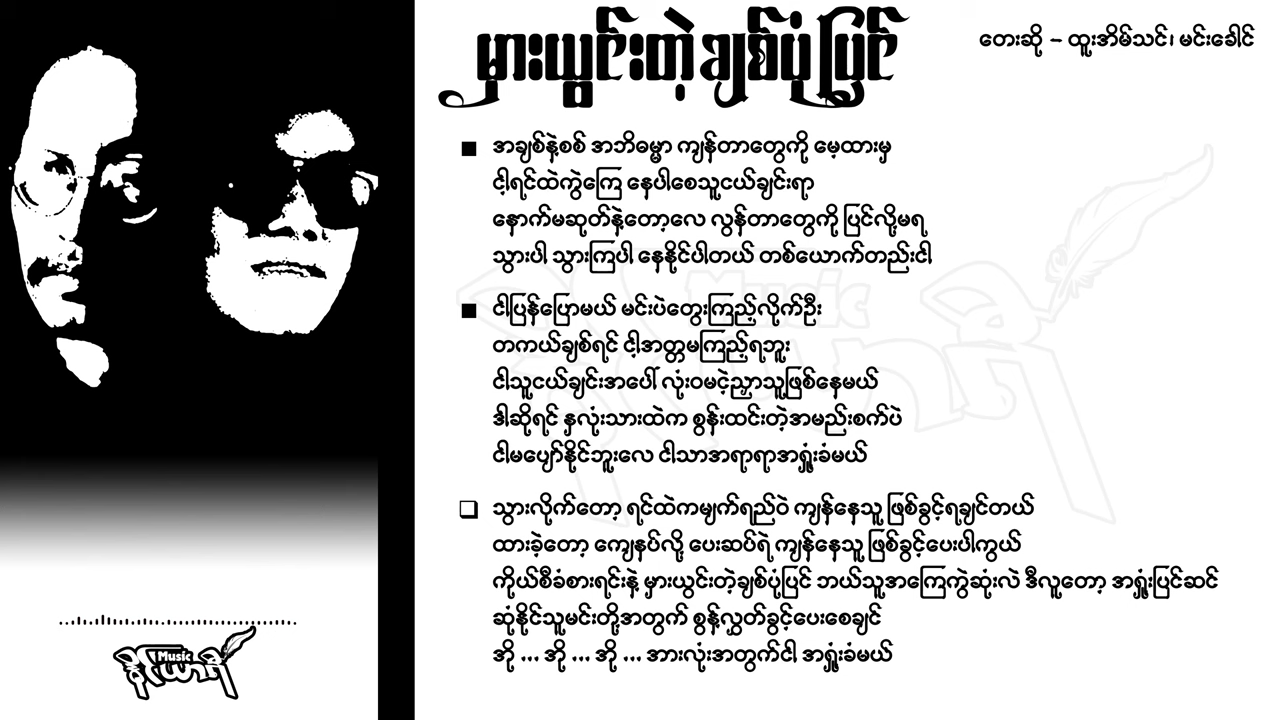 မှားယွင်းတဲ့ချစ်ပုံပြင်
တေးဆို – ထူးအိမ်သင်၊ မင်းခေါင်
■ အချစ်နဲ့စစ် အဘိဓမ္မာ ကျန်တာတွေကို မေ့ထားမှ
ငါ့ရင်ထဲကွဲကြေ နေပါစေသူငယ်ချင်းရာ
နောက်မဆုတ်နဲ့တော့လေ လွန်တာတွေကို ပြင်လို့မရ
သွားပါ သွားကြပါ နေနိုင်ပါတယ် တစ်ယောက်တည်းငါ
■ ငါပြန်ပြောမယ် မင်းပဲတွေးကြည့်လိုက်ဦး
တကယ်ချစ်ရင် ငါ့အတ္တမကြည့်ရဘူး
ငါသူငယ်ချင်းအပေါ် လုံးဝမငဲ့ညှာသူဖြစ်နေမယ်
ဒါဆိုရင် နှလုံးသားထဲက စွန်းထင်းတဲ့အမည်းစက်ပဲ
ငါမပျော်နိုင်ဘူးလေ ငါသာအရာရာအရှုံးခံမယ်
❑ သွားလိုက်တော့ ရင်ထဲကမျက်ရည်ဝဲ ကျန်နေသူ ဖြစ်ခွင့်ရချင်တယ်
ထားခဲ့တော့ ကျေနပ်လို့ ပေးဆပ်ရဲ ကျန်နေသူ ဖြစ်ခွင့်ပေးပါကွယ်
ကိုယ်စီခံစားရင်းနဲ့ မှားယွင်းတဲ့ချစ်ပုံပြင် ဘယ်သူအကြေကွဲဆုံးလဲ ဒီလူတော့ အရှုံးပြင်ဆင်
ဆုံနိုင်သူမင်းတို့အတွက် စွန့်လွှတ်ခွင့်ပေးစေချင်
အို ... အို ... အို ... အားလုံးအတွက်ငါ အရှုံးခံမယ်
Music